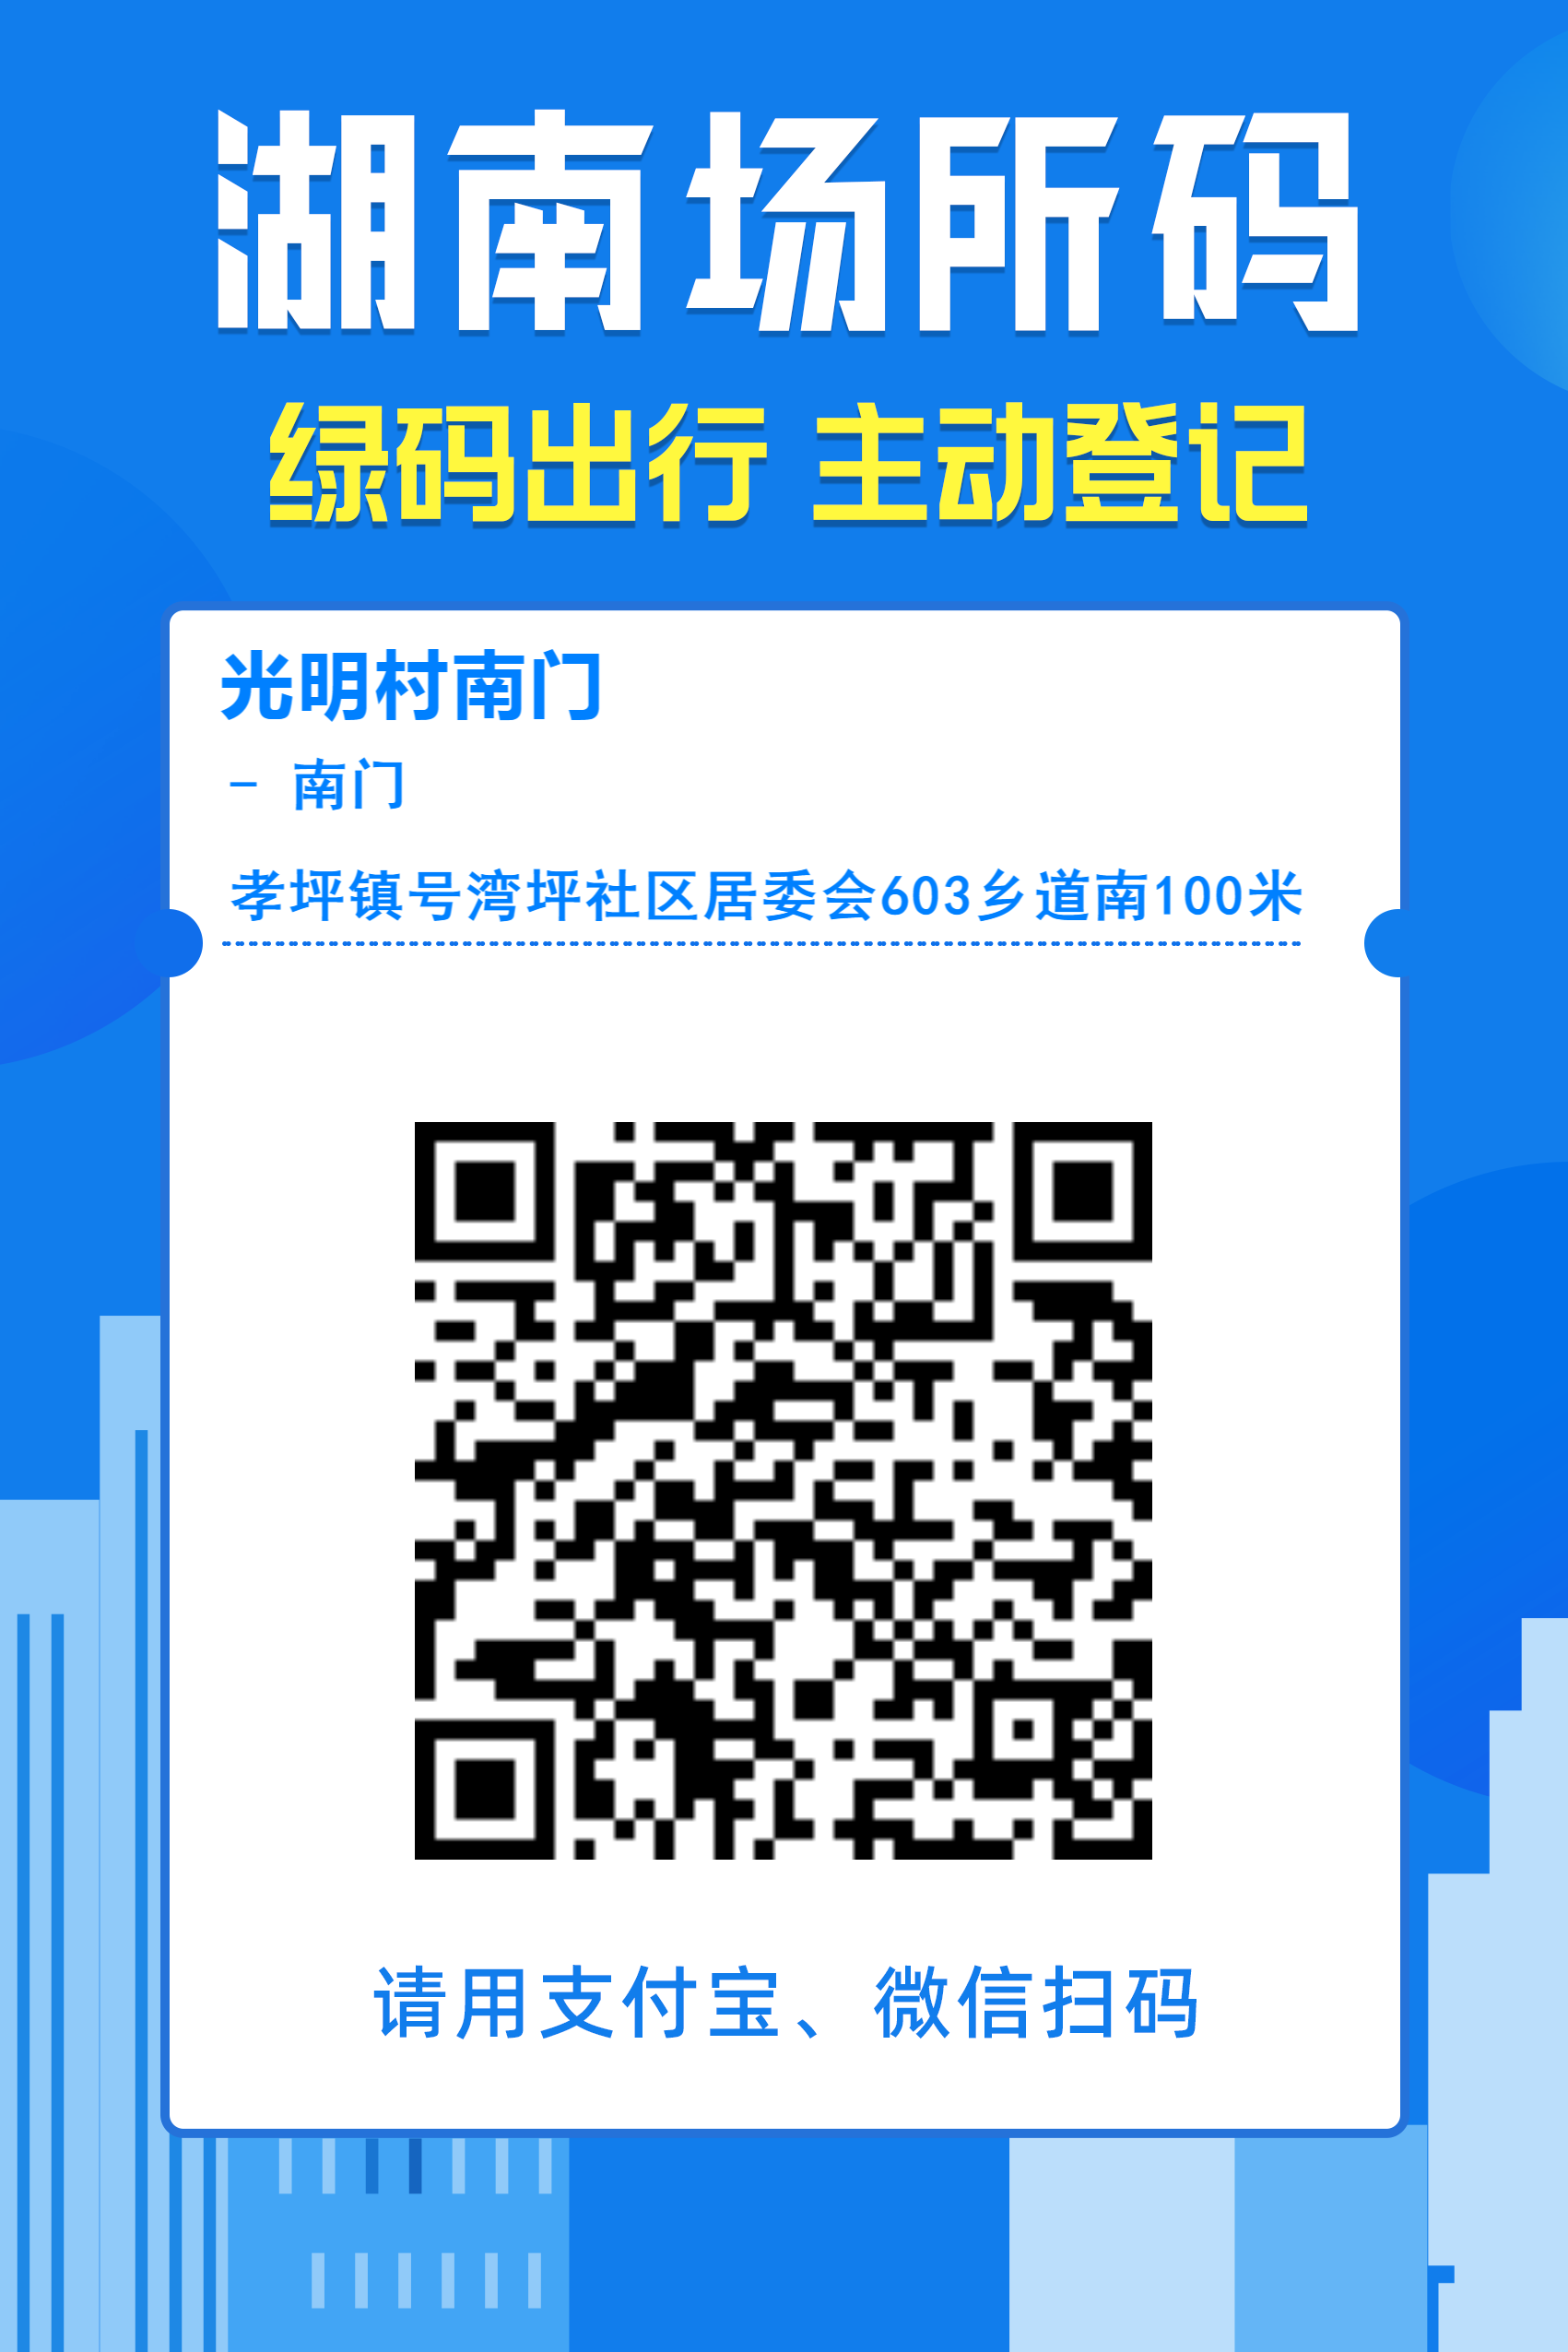 湖南场所码
绿码出行 主动登记
光明村南门
- 南门
孝坪镇号湾坪社区居委会603乡道南100米
请用支付宝、微信扫码